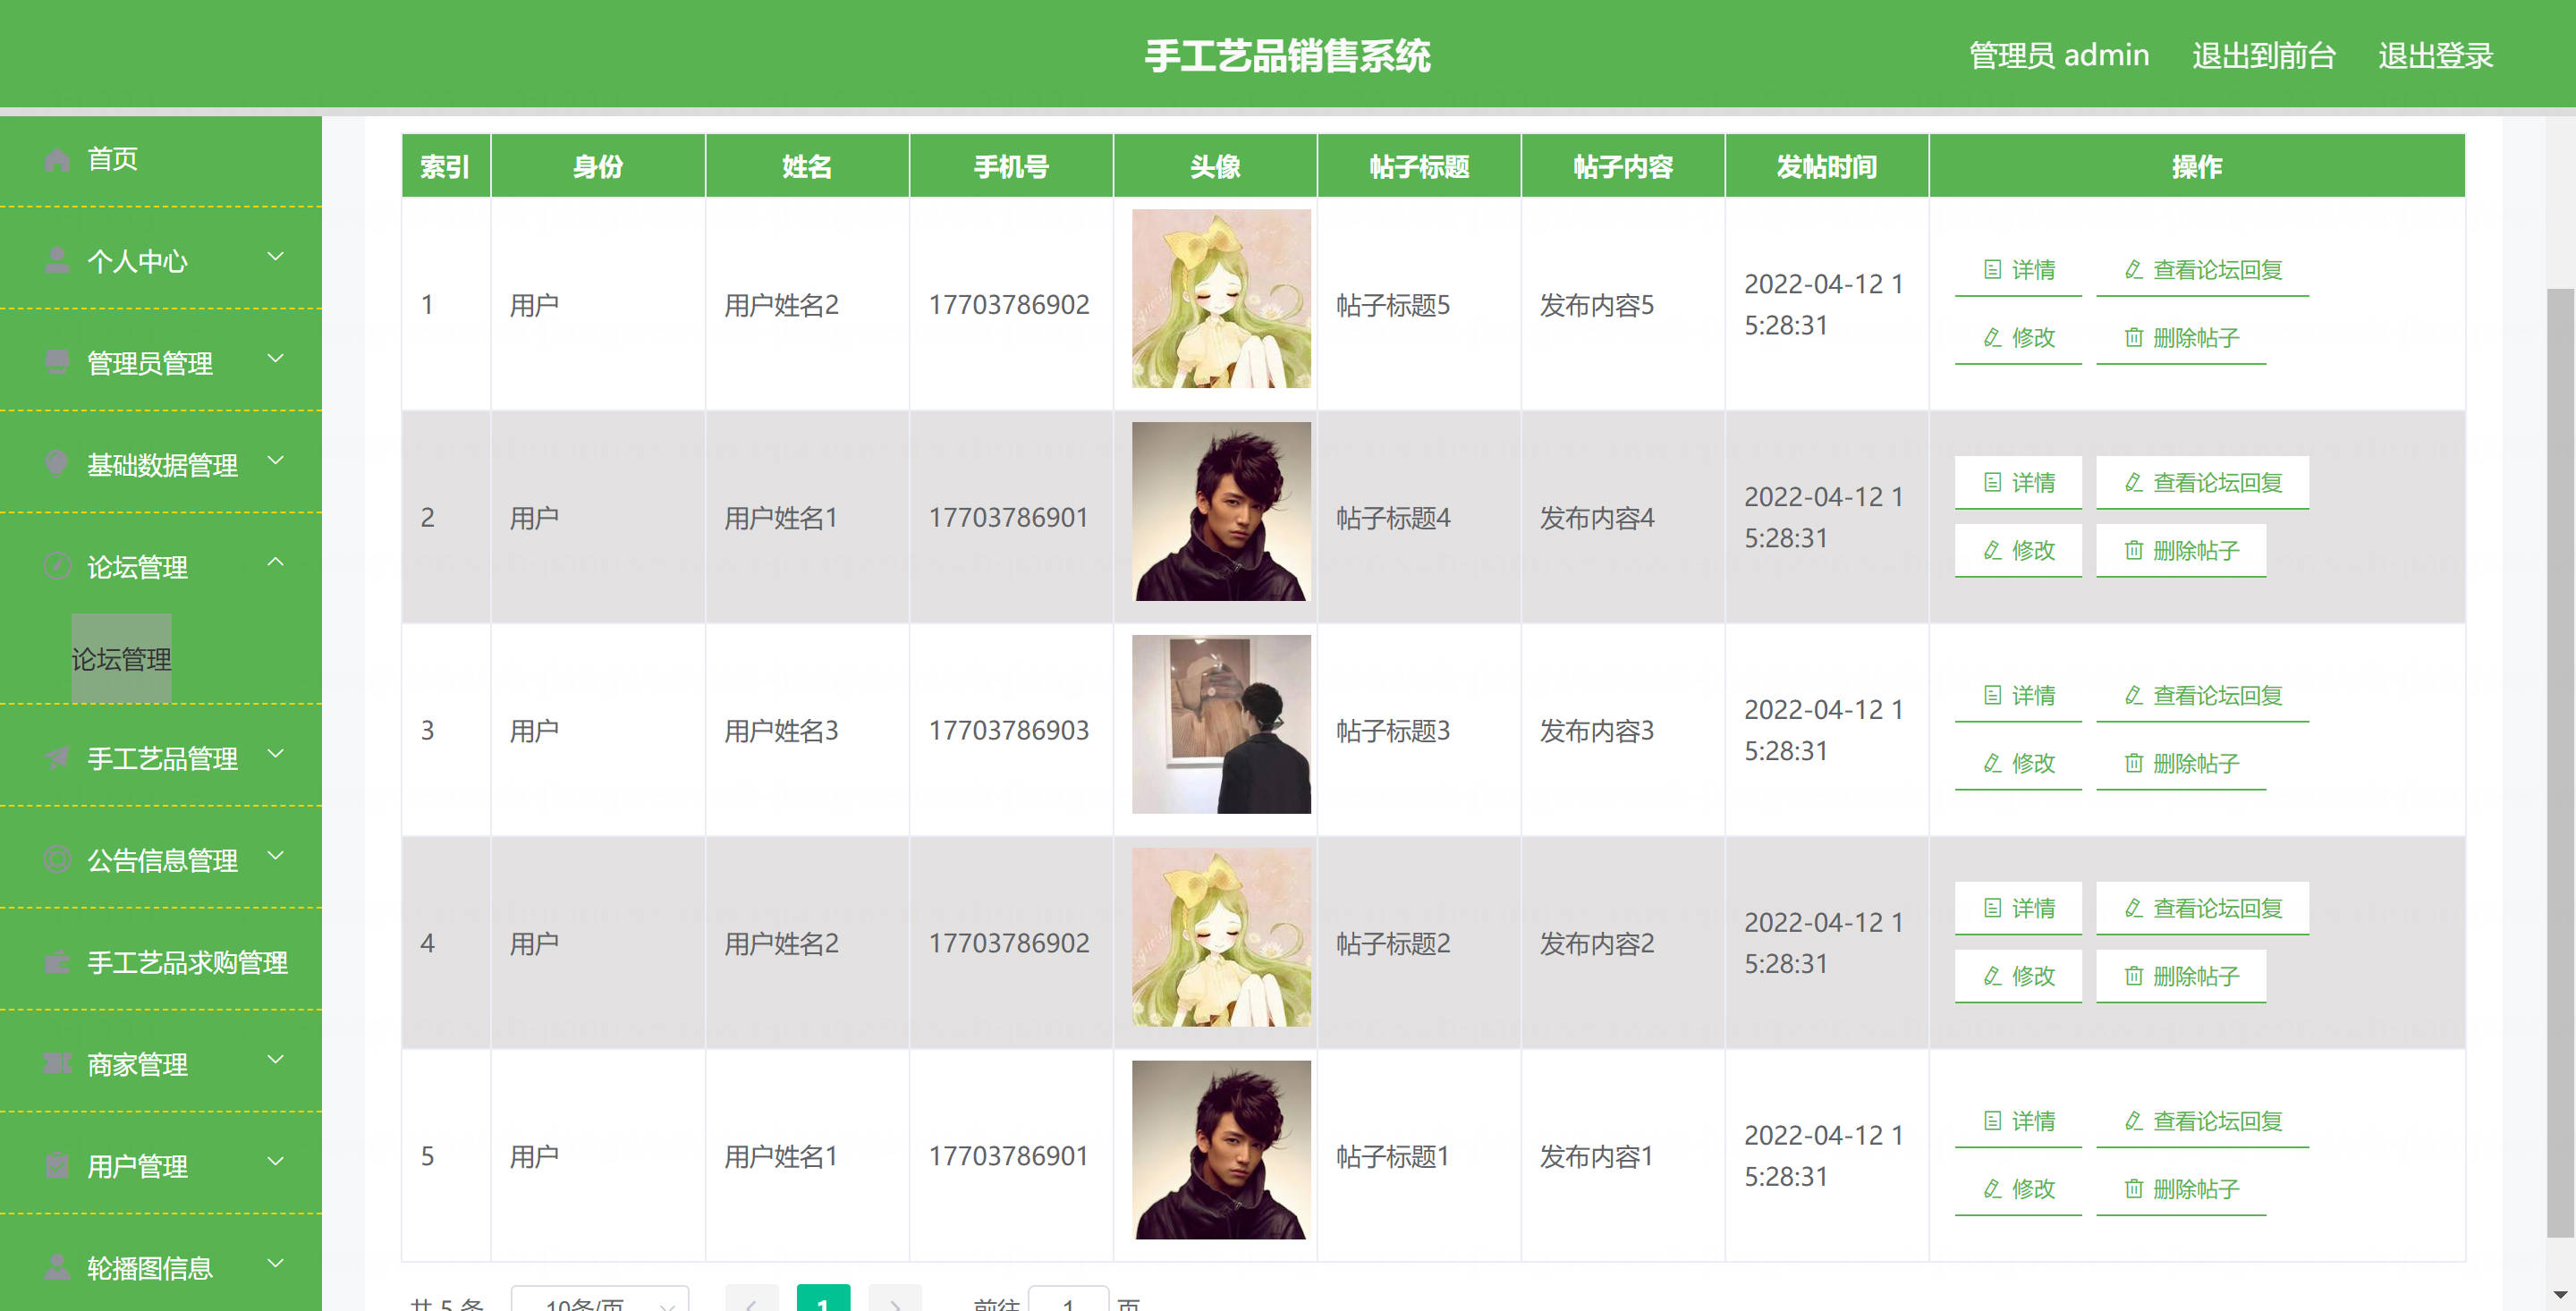 手工艺品销售系统
管理员 admin 退出到前台 退出登录
首页
个人中心
管理员管理
基础数据管理
论坛管理
论坛管理
手工艺品管理
公告信息管理
手工艺品求购管理
商家管理
用户管理
轮播图信息
索引 身份 姓名 手机号 头像 帖子标题 帖子内容 发帖时间 操作
1 用户 用户姓名2 17703786902 帖子标题5 发布内容5
2022-04-12 1
5:28:31
详情 查看论坛回复
修改 删除帖子
2 用户 用户姓名1 17703786901 帖子标题4 发布内容4
2022-04-12 1
5:28:31
详情 查看论坛回复
修改 删除帖子
3 用户 用户姓名3 17703786903 帖子标题3 发布内容3
2022-04-12 1
5:28:31
详情 查看论坛回复
修改 删除帖子
4 用户 用户姓名2 17703786902 帖子标题2 发布内容2
2022-04-12 1
5:28:31
详情 查看论坛回复
修改 删除帖子
5 用户 用户姓名1 17703786901 帖子标题1 发布内容1
2022-04-12 1
5:28:31
详情 查看论坛回复
修改 删除帖子
共 5 条 10条/页 1 前往 1 页